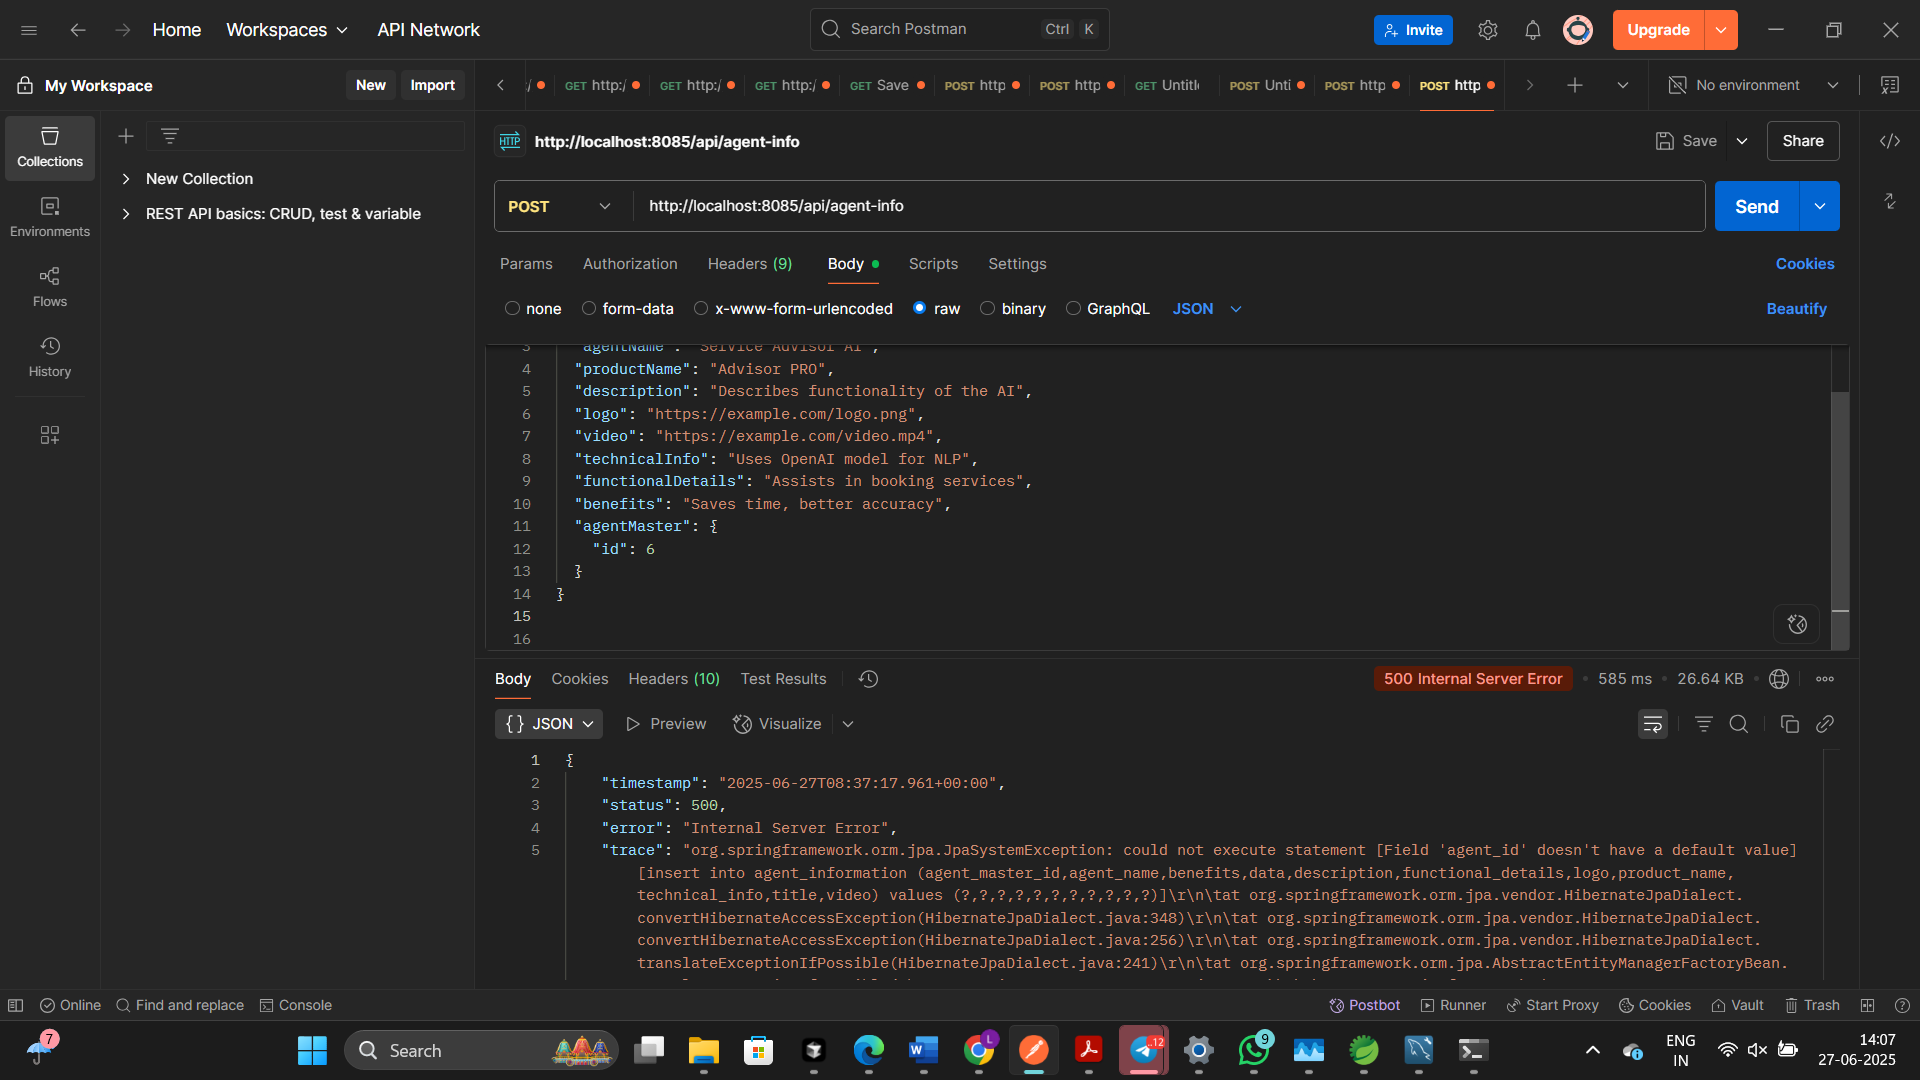 Home
Workspaces
API Network
Search Postman
Ctrl
K
Invite
Upgrade
My Workspace
New
Import
GET http:/
GET http:/
GET http:/
GET Save
POST http
POST http
GET Untitl
POST Unti
POST http
POST http
No environment
Collections
Environments
Flows
History
New Collection
REST API basics: CRUD, test & variable
HTTP
http://localhost:8085/api/agent-info
Save
Share
POST
http://localhost:8085/api/agent-info
Send
Params
Authorization
Headers (9)
Body
Scripts
Settings
Cookies
none
form-data
x-www-form-urlencoded
raw
binary
GraphQL
JSON
Beautify
3 "agentName": "Service Advisor AI",
4 "productName": "Advisor PRO",
5 "description": "Describes functionality of the AI",
6 "logo": "https://example.com/logo.png",
7 "video": "https://example.com/video.mp4",
8 "technicalInfo": "Uses OpenAI model for NLP",
9 "functionalDetails": "Assists in booking services",
10 "benefits": "Saves time, better accuracy",
11 "agentMaster": {
12 "id": 6
13 }
14 }
15
16
Body
Cookies
Headers (10)
Test Results
500 Internal Server Error
585 ms
26.64 KB
{} JSON
Preview
Visualize
1 {
2 "timestamp": "2025-06-27T08:37:17.961+00:00",
3 "status": 500,
4 "error": "Internal Server Error",
5 "trace": "org.springframework.orm.jpa.JpaSystemException: could not execute statement [Field 'agent_id' doesn't have a default value]
[insert into agent_information (agent_master_id,agent_name,benefits,data,description,functional_details,logo,product_name,
technical_info,title,video) values (?,?,?,?,?,?,?,?,?,?,?)]\r\n\tat org.springframework.orm.jpa.vendor.HibernateJpaDialect.
convertHibernateAccessException(HibernateJpaDialect.java:348)\r\n\tat org.springframework.orm.jpa.vendor.HibernateJpaDialect.
convertHibernateAccessException(HibernateJpaDialect.java:256)\r\n\tat org.springframework.orm.jpa.vendor.HibernateJpaDialect.
translateExceptionIfPossible(HibernateJpaDialect.java:241)\r\n\tat org.springframework.orm.jpa.AbstractEntityManagerFactoryBean.
Online
Find and replace
Console
Postbot
Runner
Start Proxy
Cookies
Vault
Trash
7
Search
L
..12
9
ENG
IN
14:07
27-06-2025